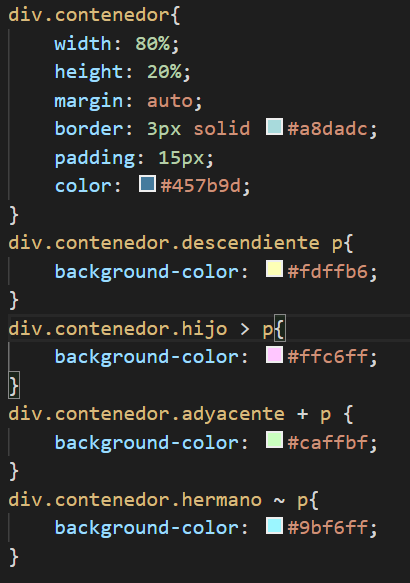 div.contenedor{
    width: 80%;
    height: 20%;
    margin: auto;
    border: 3px solid #a8dadc;
    padding: 15px;
    color: #457b9d;
}
div.contenedor.descendiente p{
    background-color: #fdffb6;
}
div.contenedor.hijo > p{
    background-color: #ffc6ff;
}
div.contenedor.adyacente + p {
    background-color: #caffbf;
}
div.contenedor.hermano ~ p{
    background-color: #9bf6ff;
}